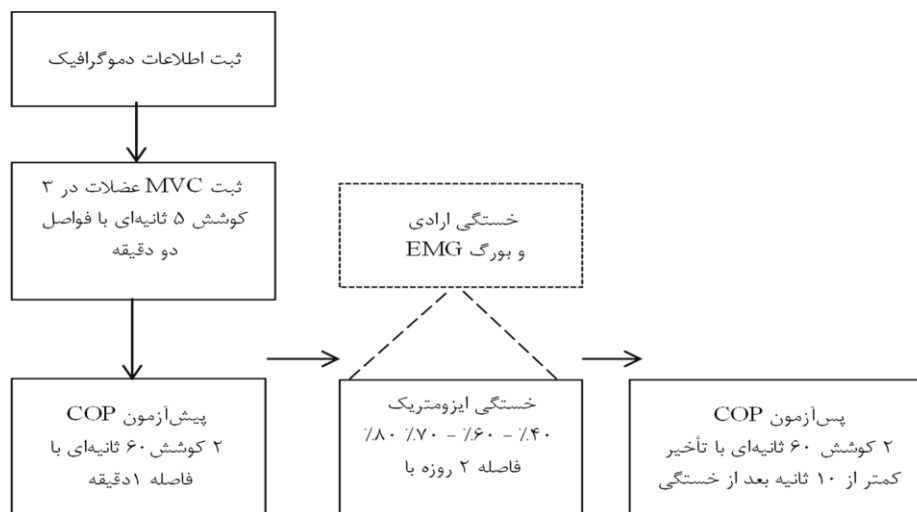 ثبت اطلاعات دموگرافیک
ثبت MVC عضلات در ۳
کوشش ۵ ثانیه‌ای با فواصل
دو دقیقه
خستگی ارادی
و بورگ EMG
پیش‌آزمون COP
۲ کوشش ۶۰ ثانیه‌ای با
فاصله ۱دقیقه
خستگی ایزومتریک
۴۰٪ - ۶۰٪ - ۷۰٪ ۸۰٪
فاصله ۲ روزه با
پس‌آزمون COP
۲ کوشش ۶۰ ثانیه‌ای با تأخیر
کمتر از ۱۰ ثانیه بعد از خستگی